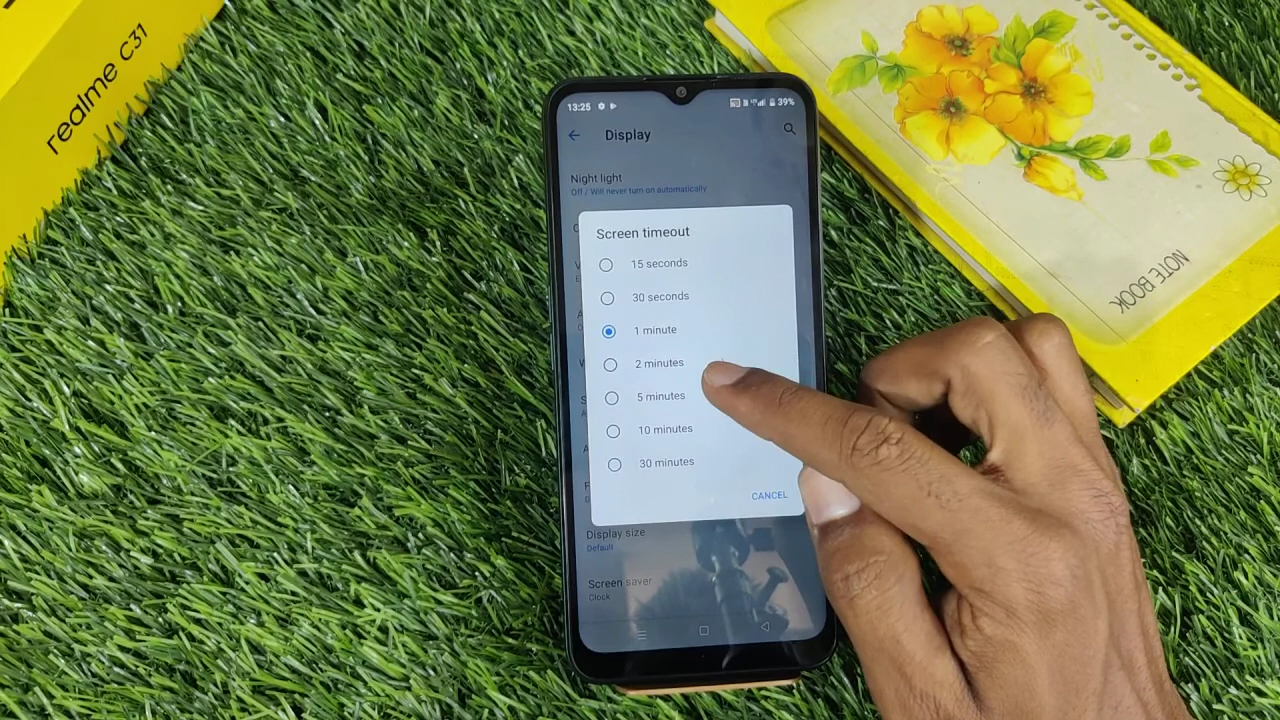 realme C31
13:25
39%
Display
Night light
Off / Will never turn on automatically
Screen timeout
15 seconds
30 seconds
1 minute
2 minutes
5 minutes
10 minutes
30 minutes
CANCEL
Display size
Default
Screen saver
Clock
NOTE BOOK